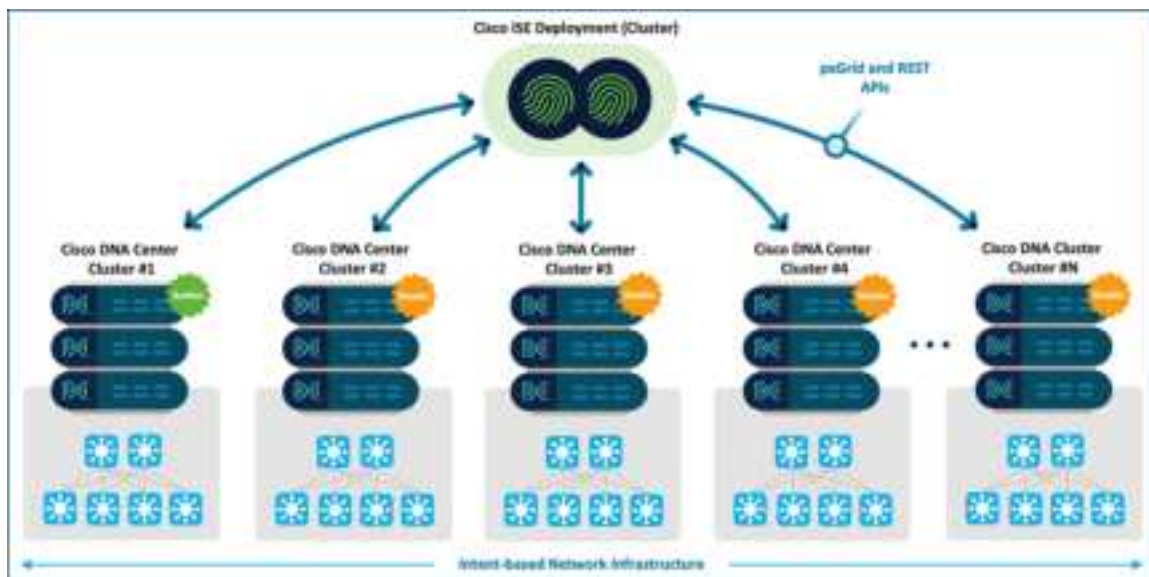 Cisco ISE Deployment (Cluster)
pxGrid and REST
APIs
Cisco DNA Center
Cluster #1
Cisco DNA Center
Cluster #2
Cisco DNA Center
Cluster #3
Cisco DNA Center
Cluster #4
Cisco DNA Cluster
Cluster #N
Intent-based Network Infrastructure